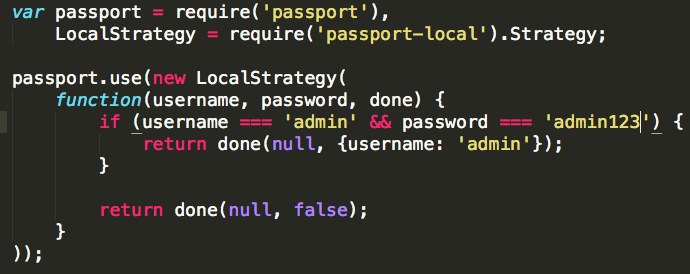 var passport = require('passport'),
    LocalStrategy = require('passport-local').Strategy;

passport.use(new LocalStrategy(
    function(username, password, done) {
        if (username === 'admin' && password === 'admin123') {
            return done(null, {username: 'admin'});
        }

        return done(null, false);
    }
));